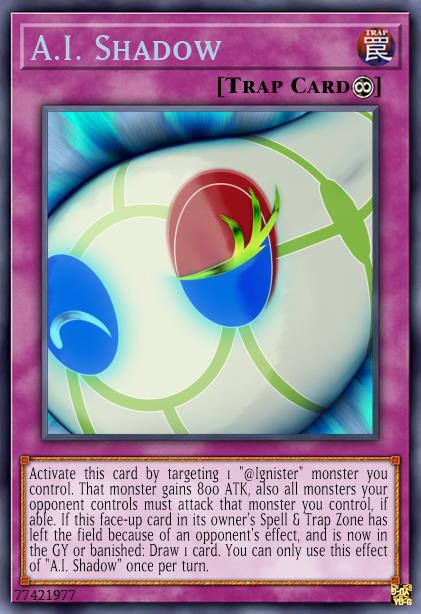 A.I. Shadow
TRAP
罠
[Trap Card]
Activate this card by targeting 1 "@Ignister" monster you
control. That monster gains 800 ATK, also all monsters your
opponent controls must attack that monster you control, if
able. If this face-up card in its owner's Spell & Trap Zone has
left the field because of an opponent's effect, and is now in
the GY or banished: Draw 1 card. You can only use this effect
of "A.I. Shadow" once per turn.
77421977